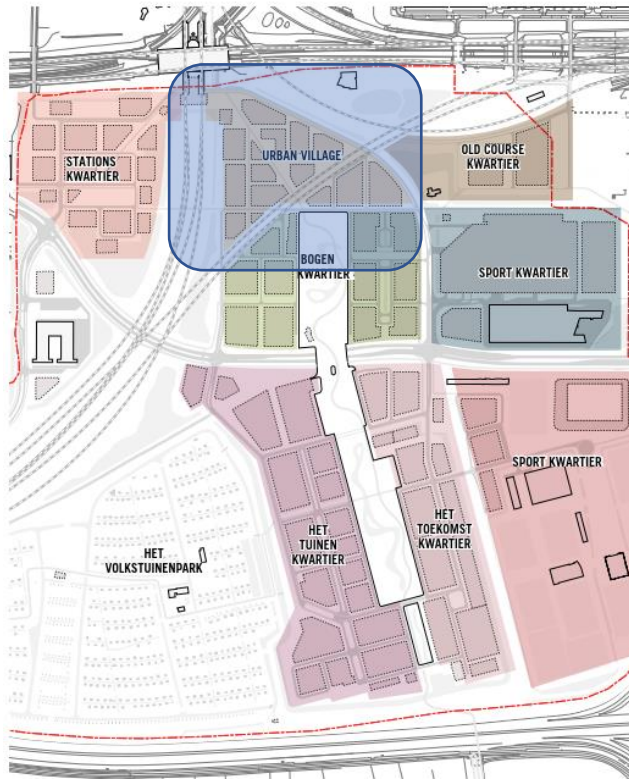 STATIONS
KWARTIER
URBAN VILLAGE
OLD COURSE
KWARTIER
BOGEN
KWARTIER
SPORT KWARTIER
SPORT KWARTIER
HET
VOLKSTUINENPARK
HET
TUINEN
KWARTIER
HET
TOEKOMST
KWARTIER